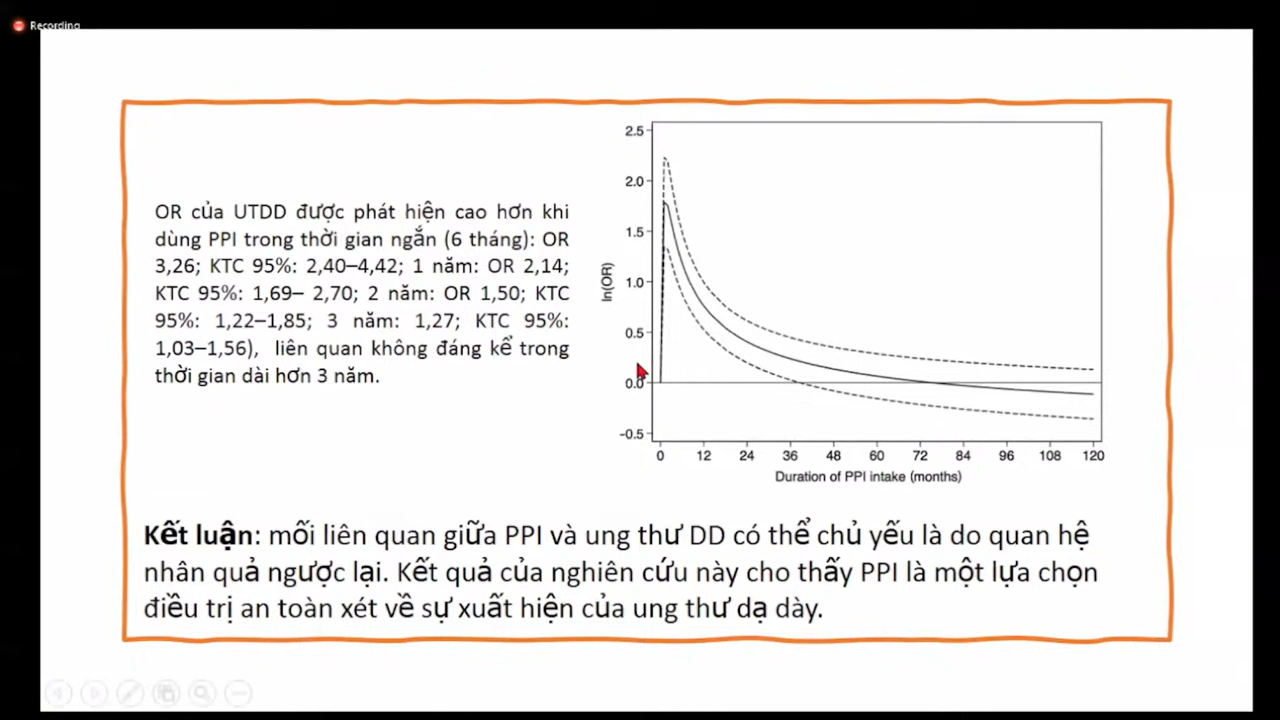 Recording
OR của UTDD được phát hiện cao hơn khi
dùng PPI trong thời gian ngắn (6 tháng): OR
3,26; KTC 95%: 2,40–4,42; 1 năm: OR 2,14;
KTC 95%: 1,69– 2,70; 2 năm: OR 1,50; KTC
95%: 1,22–1,85; 3 năm: 1,27; KTC 95%:
1,03–1,56), liên quan không đáng kể trong
thời gian dài hơn 3 năm.
ln(OR)
2.5
2.0
1.5
1.0
0.5
0.0
–0.5
0 12 24 36 48 60 72 84 96 108 120
Duration of PPI intake (months)
Kết luận: mối liên quan giữa PPI và ung thư DD có thể chủ yếu là do quan hệ
nhân quả ngược lại. Kết quả của nghiên cứu này cho thấy PPI là một lựa chọn
điều trị an toàn xét về sự xuất hiện của ung thư dạ dày.